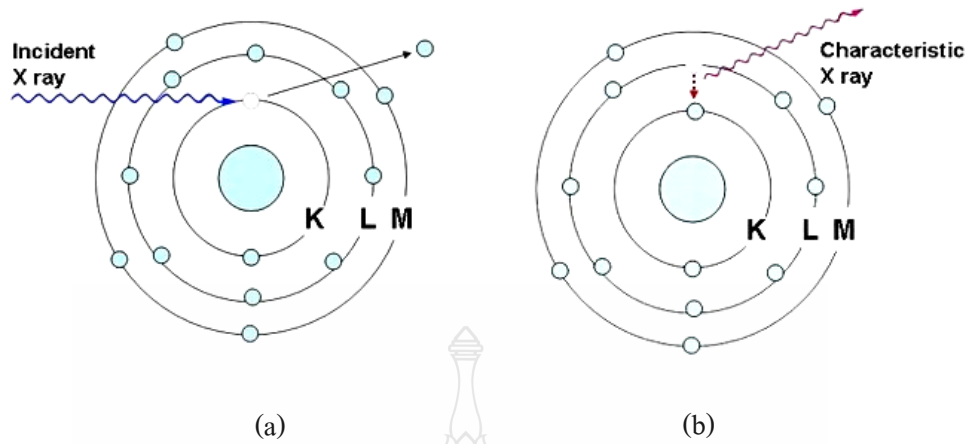 Incident
X ray
K L M
(a)
Characteristic
X ray
K L M
(b)